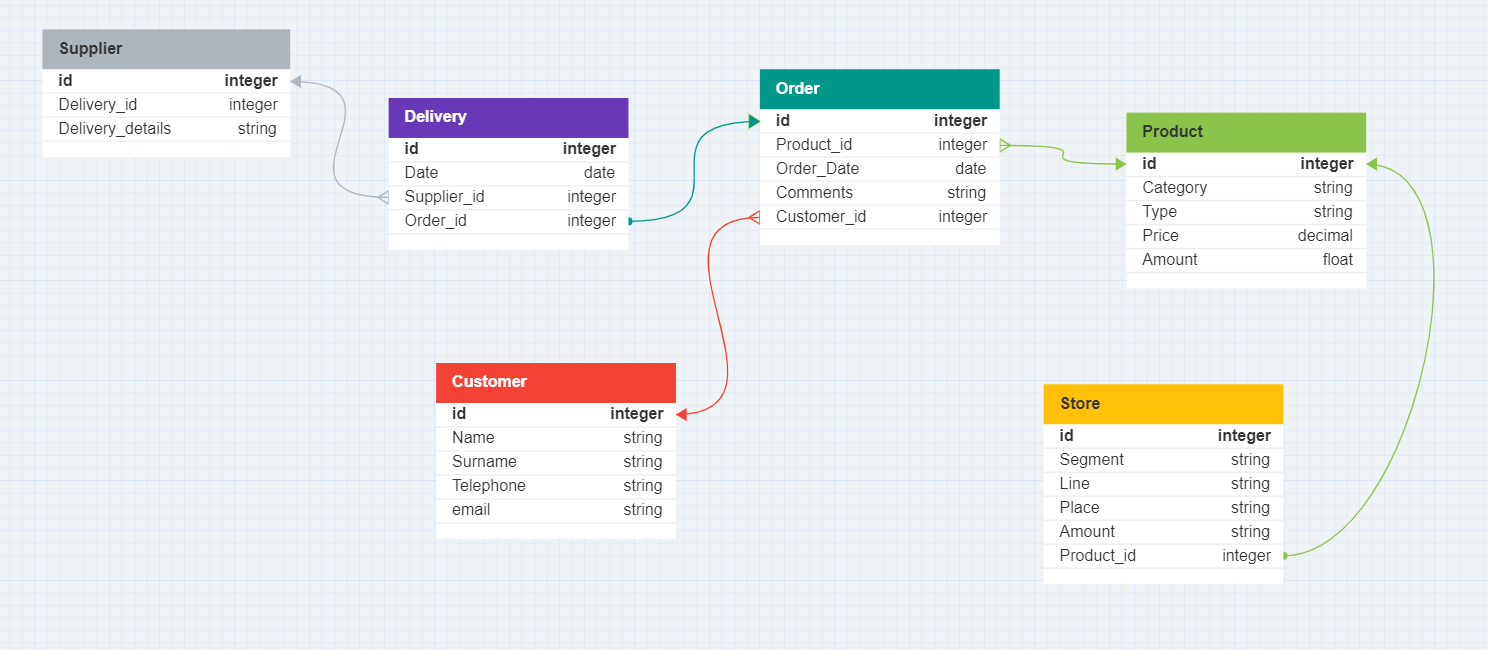 Supplier
id integer
Delivery_id integer
Delivery_details string
Delivery
id integer
Date date
Supplier_id integer
Order_id integer
Order
id integer
Product_id integer
Order_Date date
Comments string
Customer_id integer
Product
id integer
Category string
Type string
Price decimal
Amount float
Customer
id integer
Name string
Surname string
Telephone string
email string
Store
id integer
Segment string
Line string
Place string
Amount string
Product_id integer